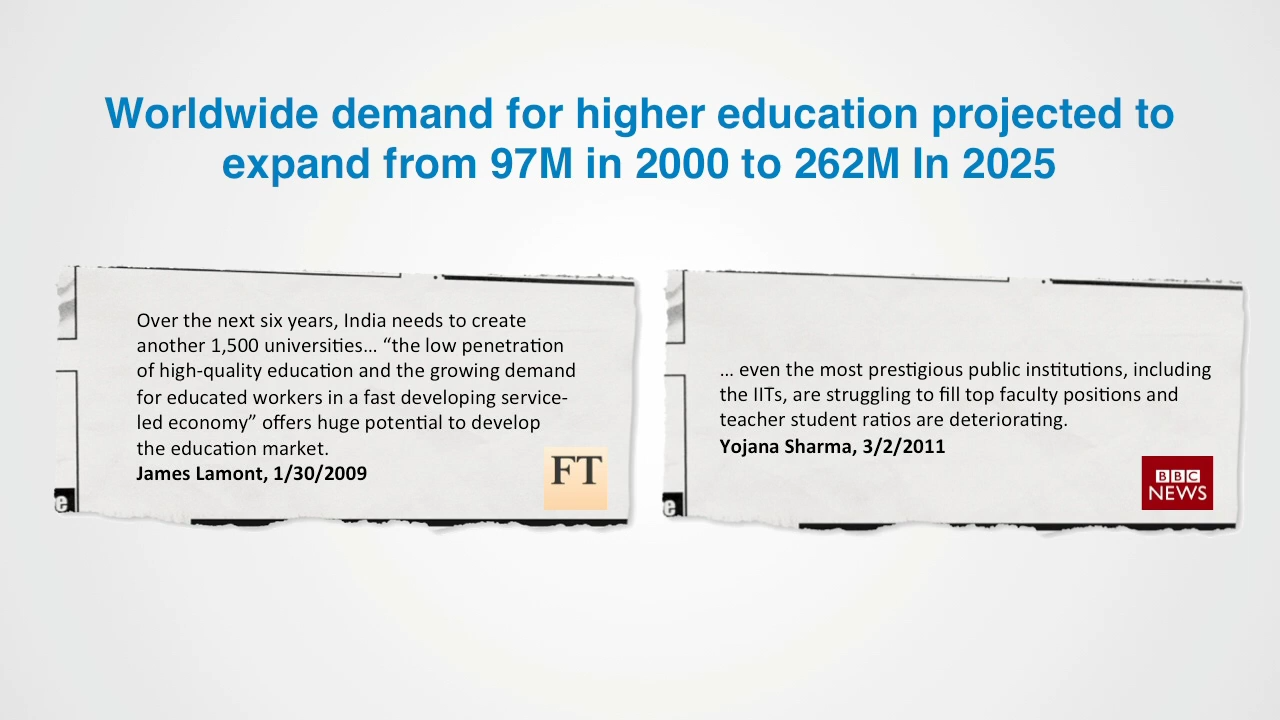 Worldwide demand for higher education projected to
expand from 97M in 2000 to 262M In 2025
Over the next six years, India needs to create
another 1,500 universities... “the low penetration
of high-quality education and the growing demand
for educated workers in a fast developing service-
led economy” offers huge potential to develop
the education market.
James Lamont, 1/30/2009
FT
e
... even the most prestigious public institutions, including
the IITs, are struggling to fill top faculty positions and
teacher student ratios are deteriorating.
Yojana Sharma, 3/2/2011
BBC
NEWS
e